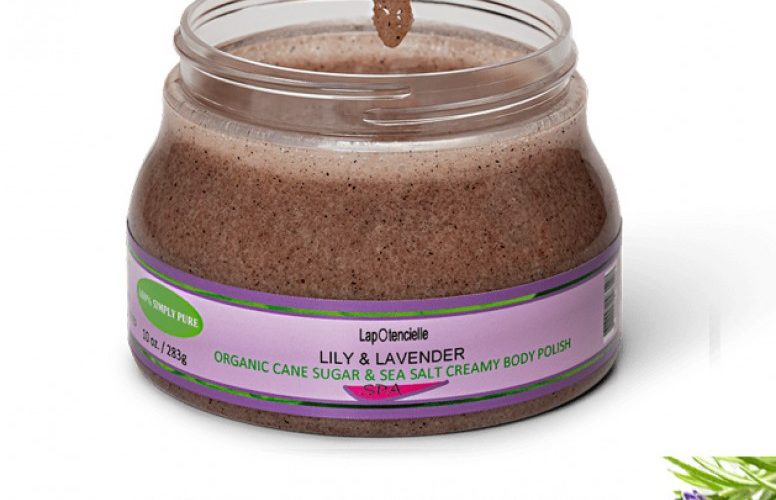 100% SIMPLY PURE
10 oz. / 283g
LapOtencielle
LILY & LAVENDER
ORGANIC CANE SUGAR & SEA SALT CREAMY BODY POLISH
SPA